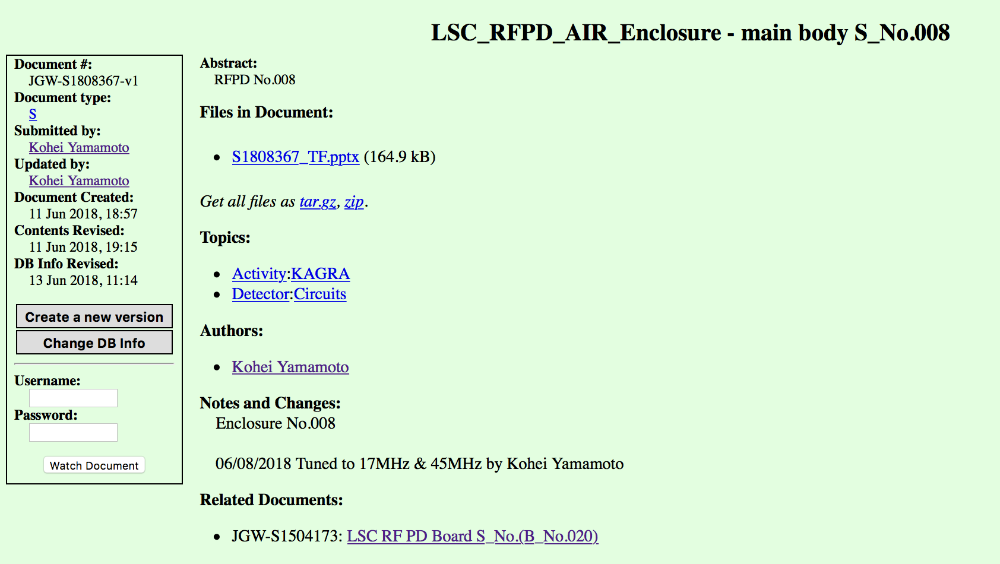 LSC_RFPD_AIR_Enclosure - main body S_No.008
Document #:
JGW-S1808367-v1
Document type:
S
Submitted by:
Kohei Yamamoto
Updated by:
Kohei Yamamoto
Document Created:
11 Jun 2018, 18:57
Contents Revised:
11 Jun 2018, 19:15
DB Info Revised:
13 Jun 2018, 11:14
Create a new version
Change DB Info
Username:
Password:
Watch Document
Abstract:
RFPD No.008
Files in Document:
• S1808367_TF.pptx (164.9 kB)
Get all files as tar.gz, zip.
Topics:
• Activity:KAGRA
• Detector:Circuits
Authors:
• Kohei Yamamoto
Notes and Changes:
Enclosure No.008
06/08/2018 Tuned to 17MHz & 45MHz by Kohei Yamamoto
Related Documents:
• JGW-S1504173: LSC RF PD Board S_No.(B_No.020)